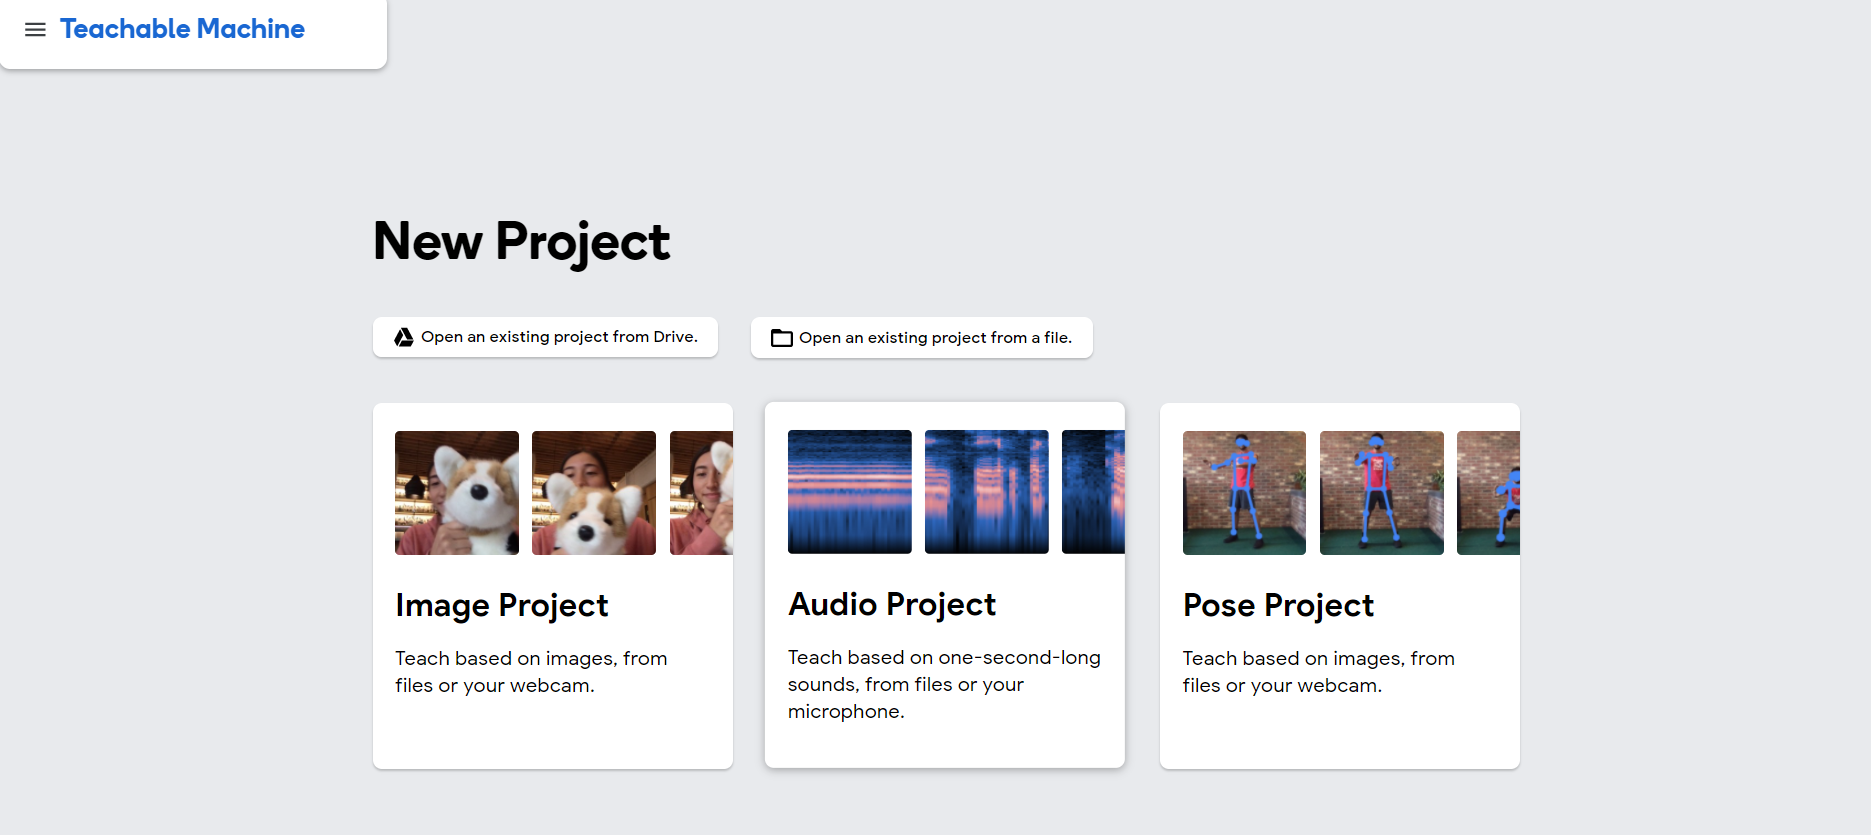 Teachable Machine
New Project
Open an existing project from Drive.
Open an existing project from a file.
Image Project
Teach based on images, from
files or your webcam.
Audio Project
Teach based on one-second-long
sounds, from files or your
microphone.
Pose Project
Teach based on images, from
files or your webcam.